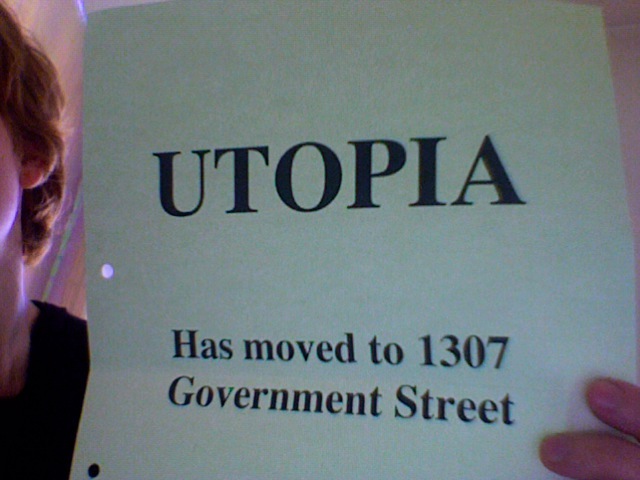 UTOPIA
Has moved to 1307
Government Street